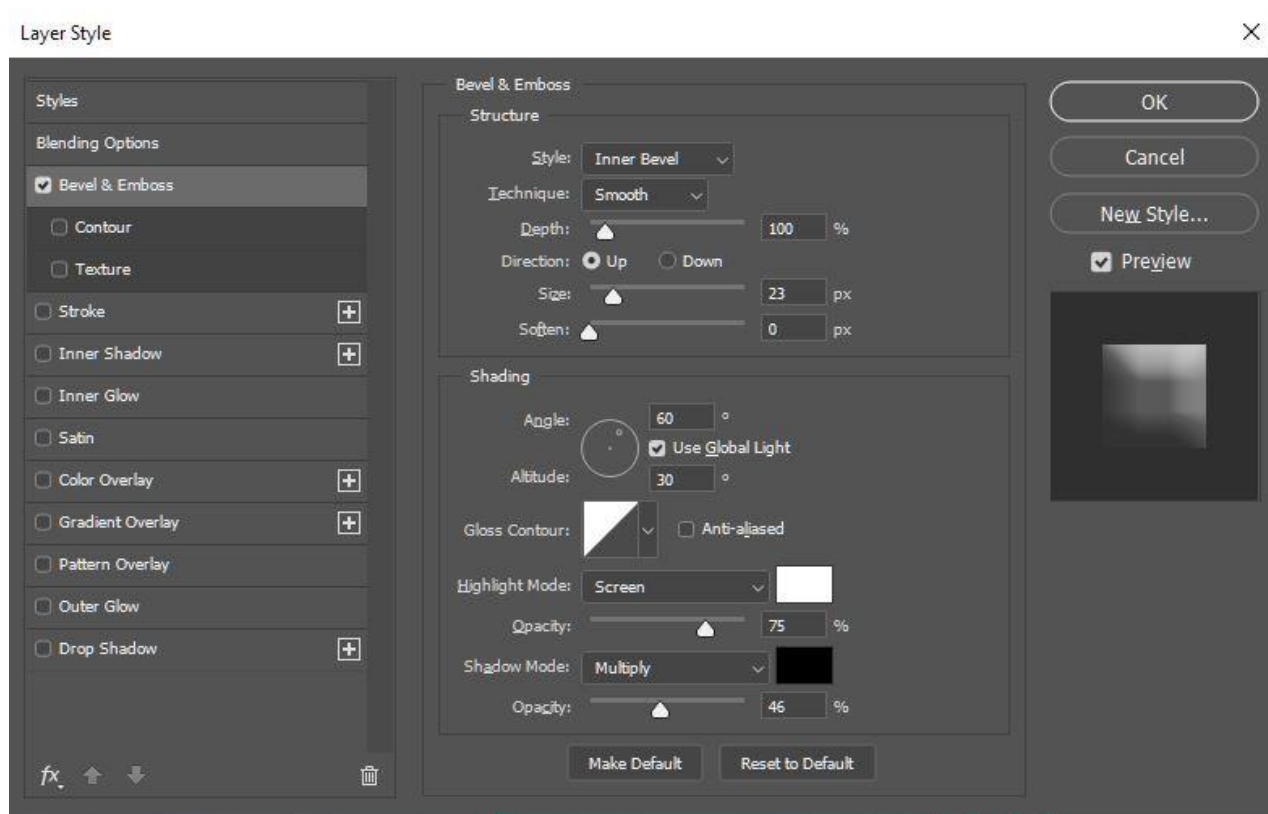 Layer Style
Styles
Blending Options
Bevel & Emboss
Contour
Texture
Stroke
Inner Shadow
Inner Glow
Satin
Color Overlay
Gradient Overlay
Pattern Overlay
Outer Glow
Drop Shadow
fx
Bevel & Emboss
Structure
Style: Inner Bevel
Technique: Smooth
Depth: 100 %
Direction: Up Down
Size: 23 px
Soften: 0 px
Shading
Angle: 60 °
Use Global Light
Altitude: 30 °
Gloss Contour: Anti-aliased
Highlight Mode: Screen
Opacity: 75 %
Shadow Mode: Multiply
Opacity: 46 %
Make Default Reset to Default
OK
Cancel
New Style...
Preview